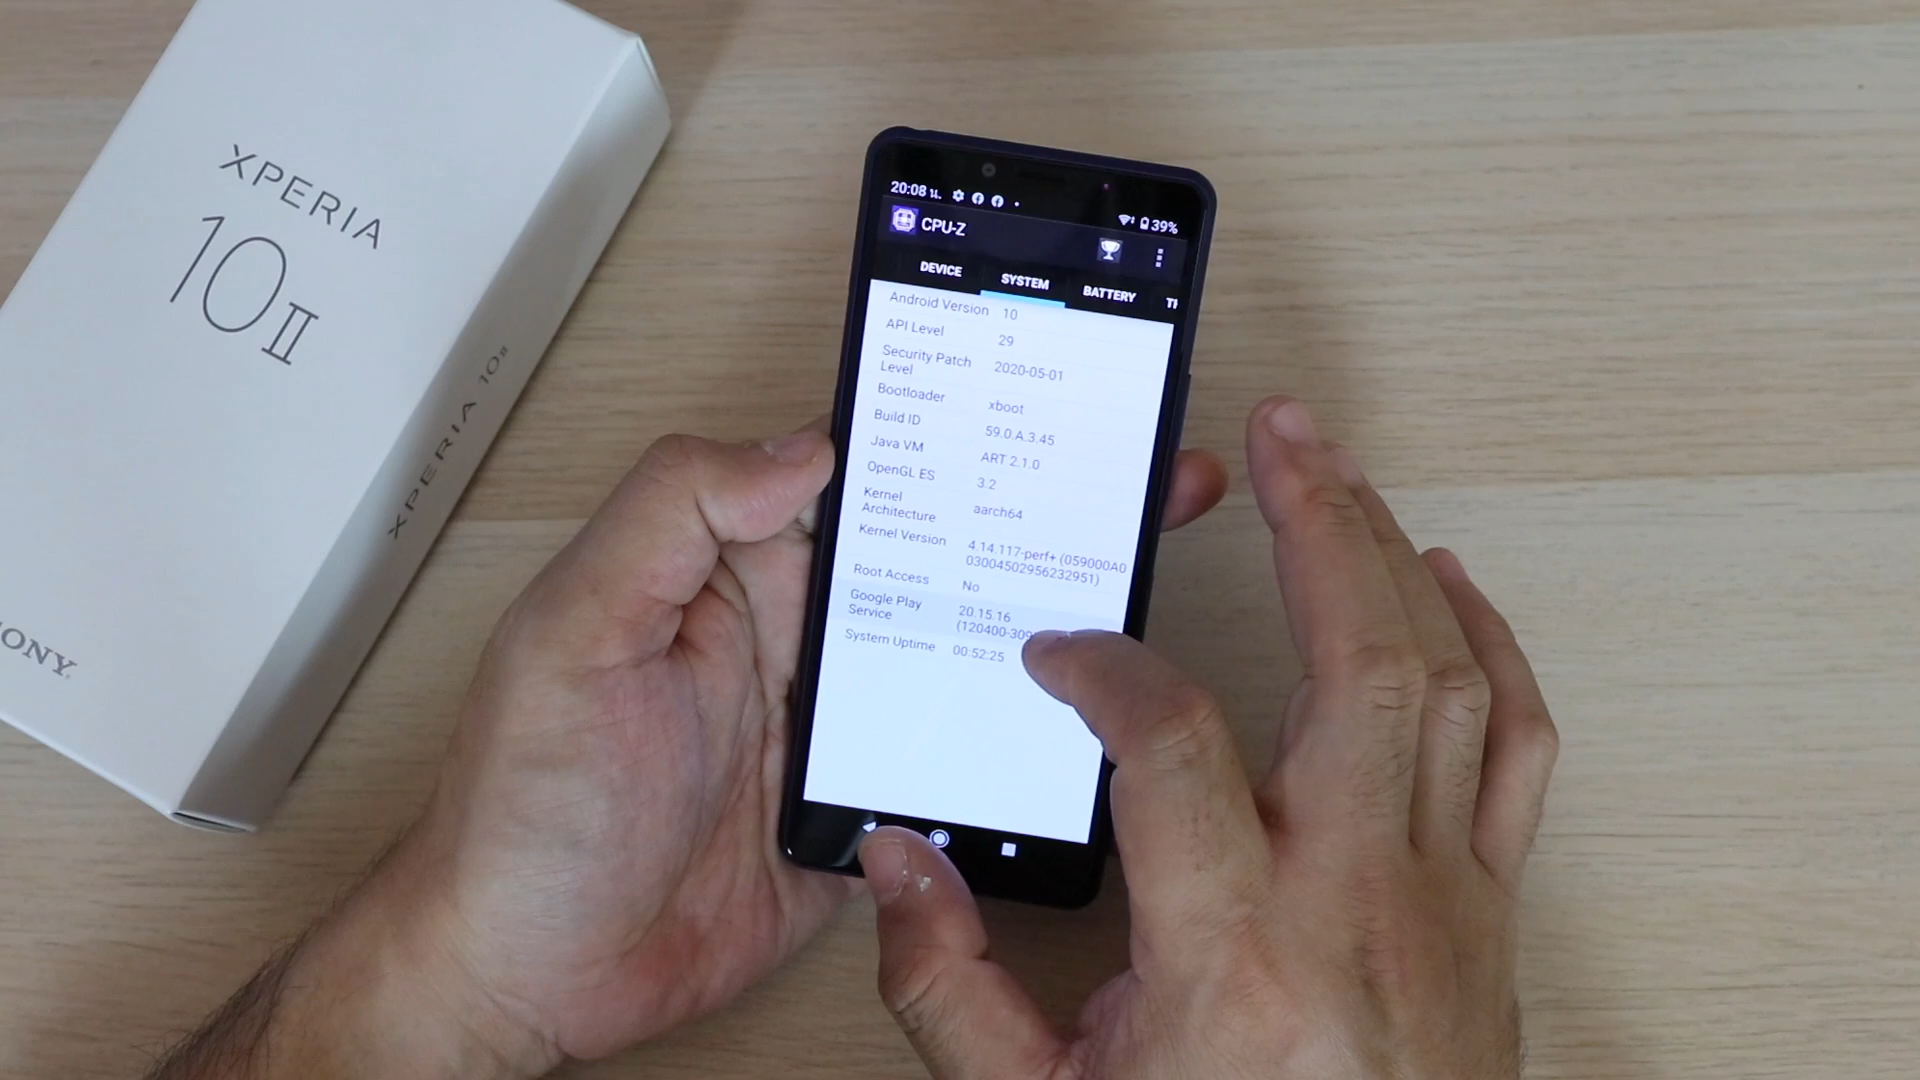 XPERIA
10 II
XPERIA 10 II
20:08 น.
39%
CPU-Z
DEVICE SYSTEM BATTERY
Android Version 10
API Level 29
Security Patch
Level 2020-05-01
Bootloader xboot
Build ID 59.0.A.3.45
Java VM ART 2.1.0
OpenGL ES 3.2
Kernel
Architecture aarch64
Kernel Version 4.14.117-perf+ (059000A0
03004502956232951)
Root Access No
Google Play
Service 20.15.16
(120400-309
System Uptime 00:52:25
ONY